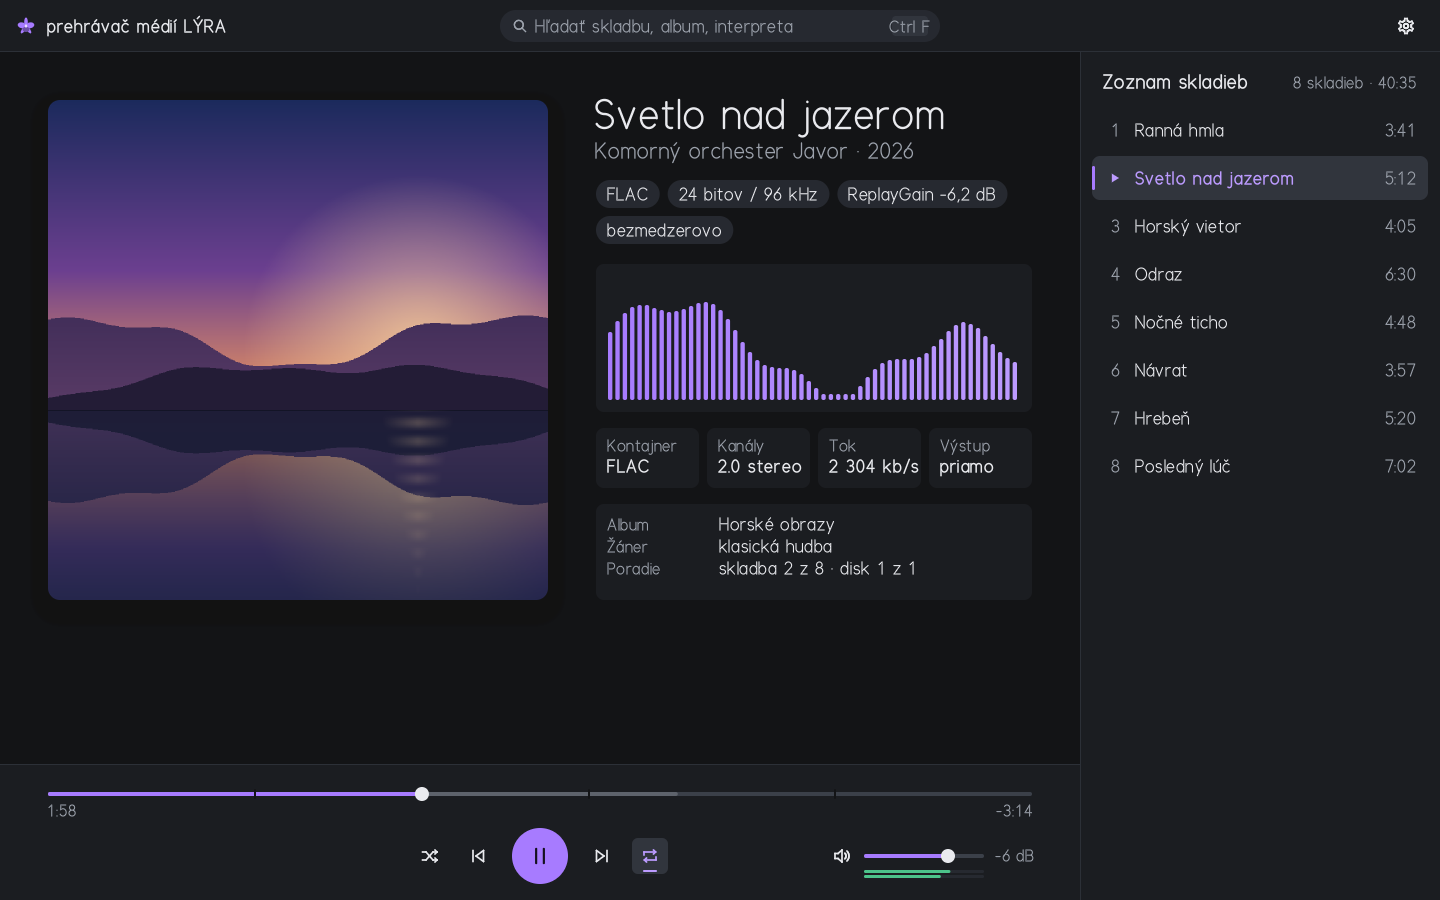 prehrávač médií LÝRA
Hľadať skladbu, album, interpreta
Ctrl F
Svetlo nad jazerom
Komorný orchester Javor · 2026
FLAC
24 bitov / 96 kHz
ReplayGain -6,2 dB
bezmedzerovo
Kontajner
FLAC
Kanály
2.0 stereo
Tok
2 304 kb/s
Výstup
priamo
Album Horské obrazy
Žáner klasická hudba
Poradie skladba 2 z 8 · disk 1 z 1
Zoznam skladieb 8 skladieb · 40:35
1 Ranná hmla 3:41
Svetlo nad jazerom 5:12
3 Horský vietor 4:05
4 Odraz 6:30
5 Nočné ticho 4:48
6 Návrat 3:57
7 Hrebeň 5:20
8 Posledný lúč 7:02
1:58
-3:14
-6 dB